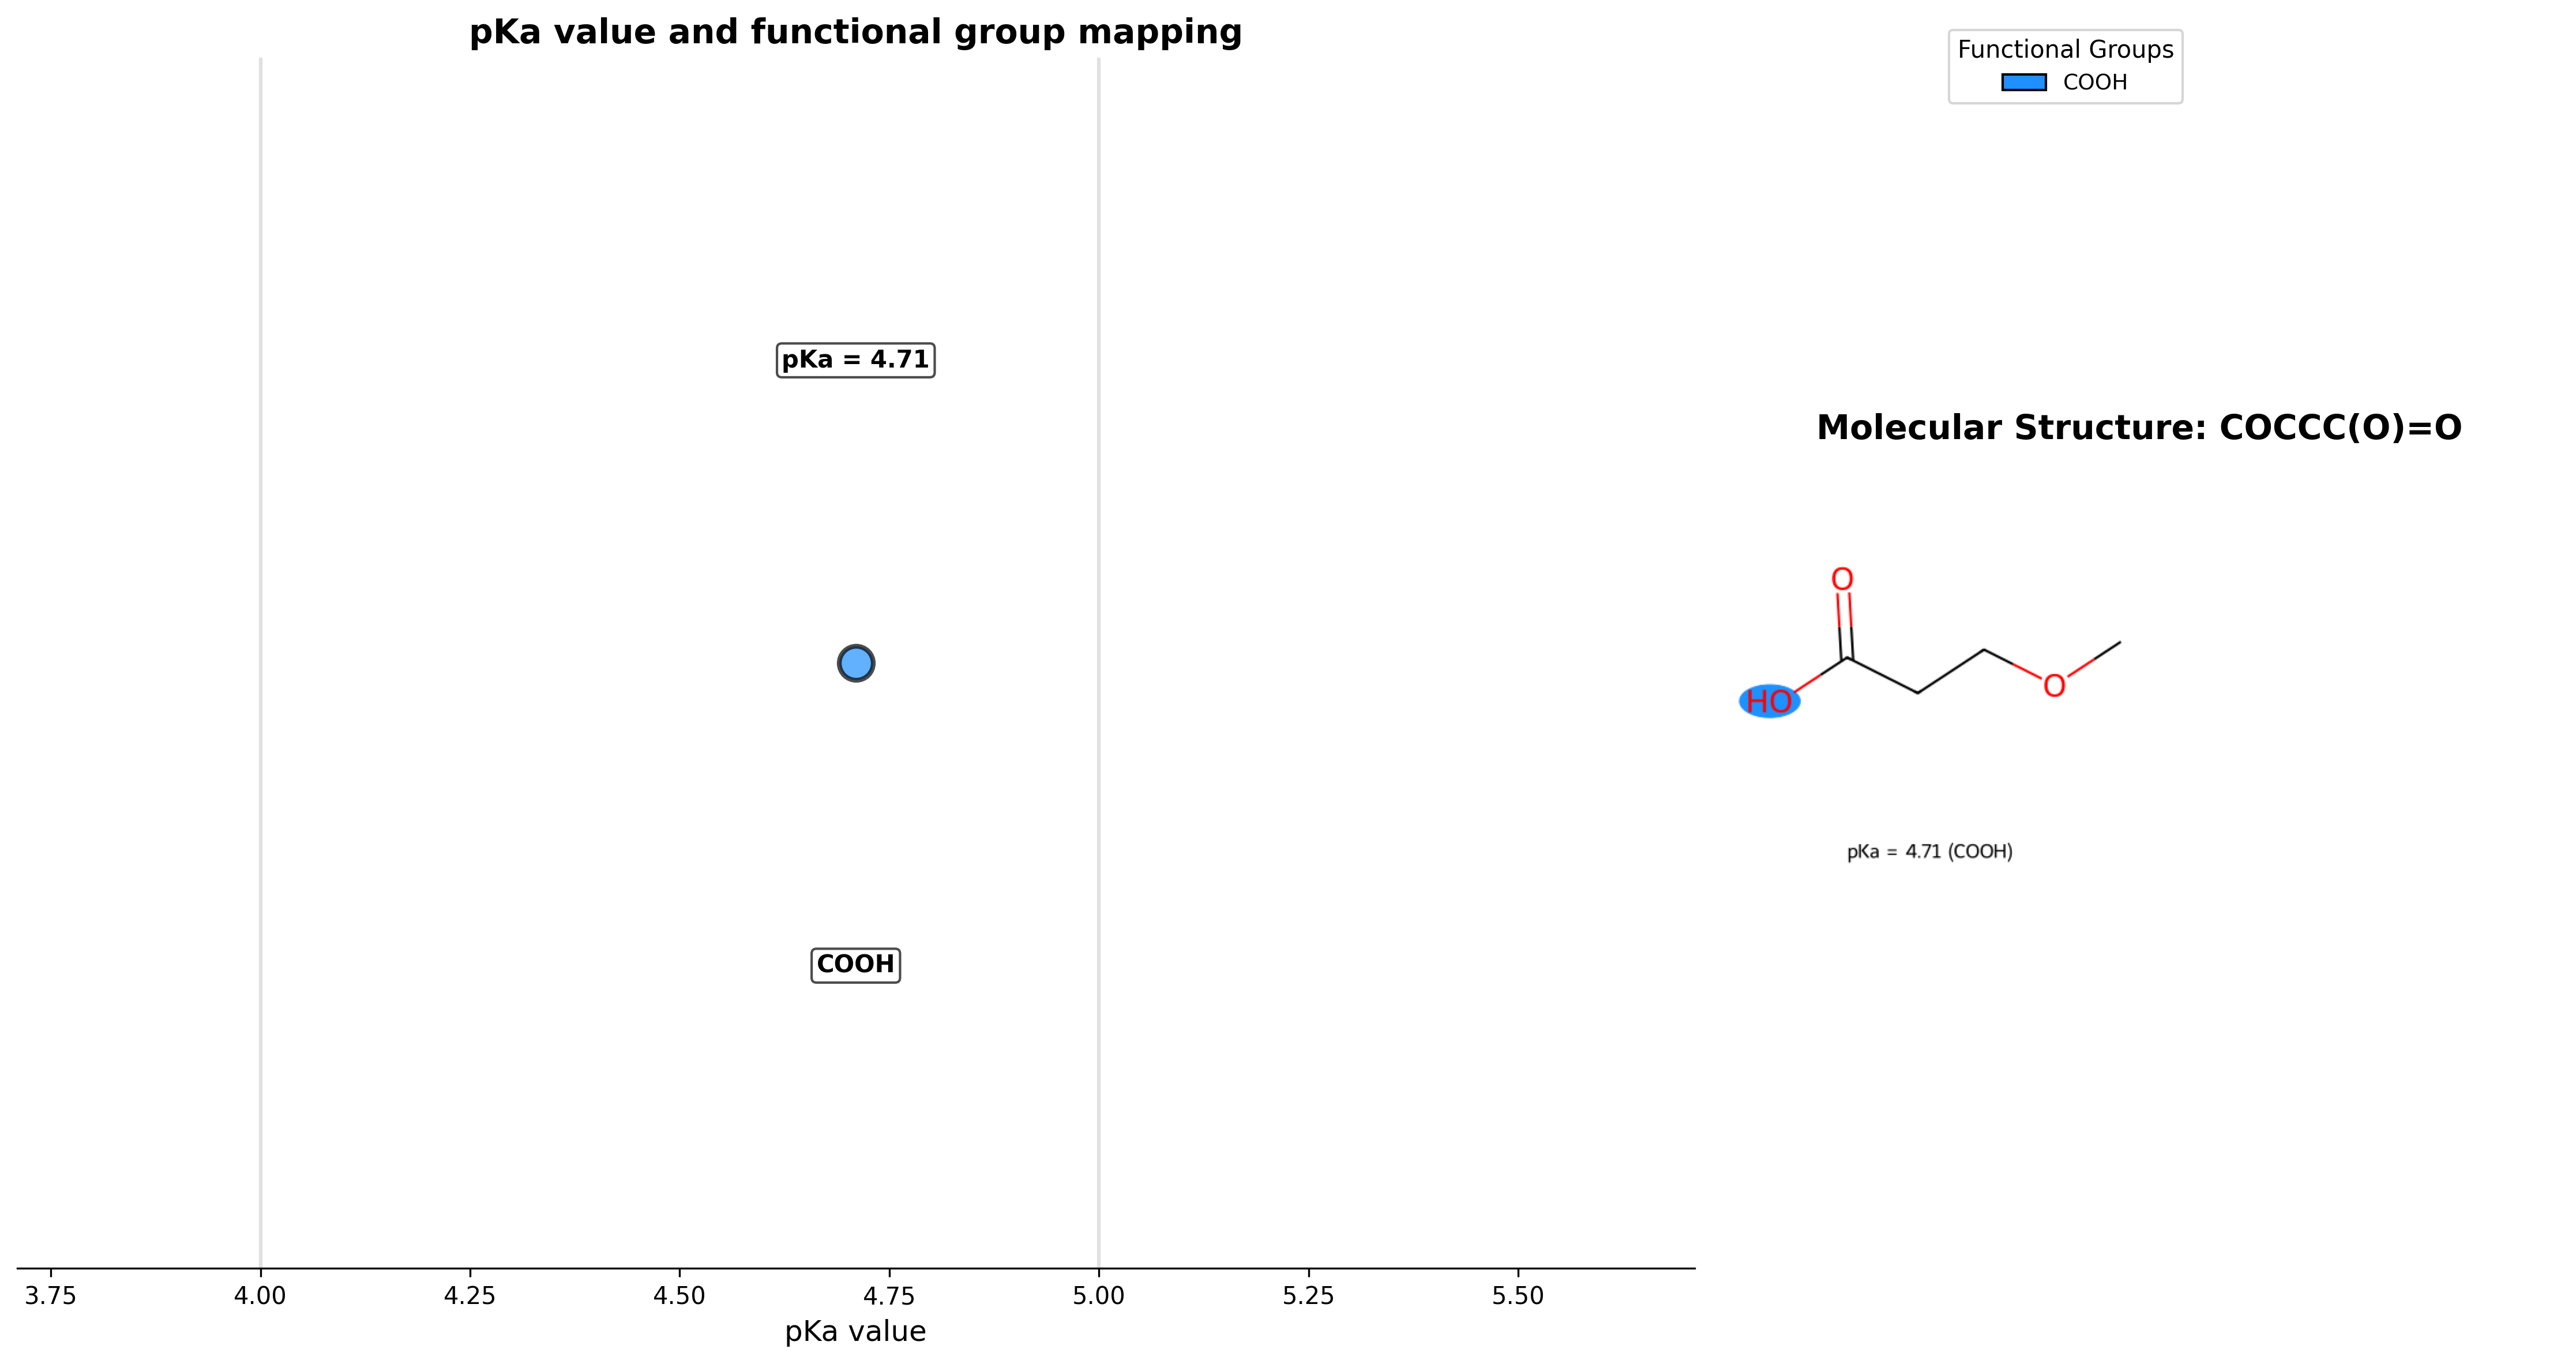 pKa value and functional group mapping
Functional Groups
COOH
pKa = 4.71
COOH
3.75 4.00 4.25 4.50 4.75 5.00 5.25 5.50
pKa value
Molecular Structure: COCCC(O)=O
O
HO
O
pKa = 4.71 (COOH)